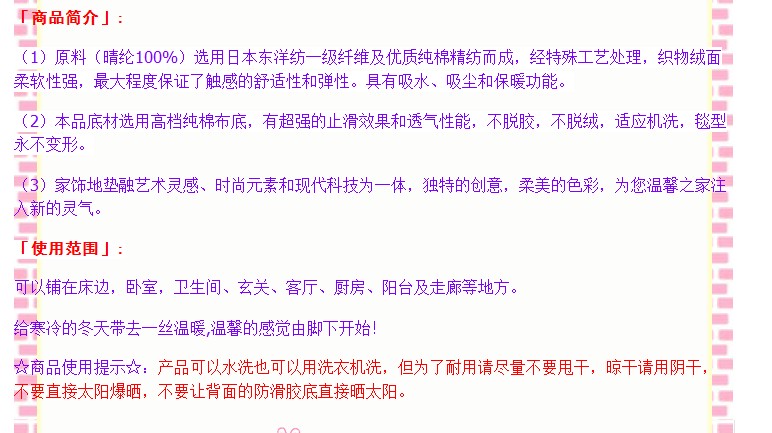 「商品简介」:
（1）原料（晴纶100%）选用日本东洋纺一级纤维及优质纯棉精纺而成，经特殊工艺处理，织物绒面
柔软性强，最大程度保证了触感的舒适性和弹性。具有吸水、吸尘和保暖功能。
（2）本品底材选用高档纯棉布底，有超强的止滑效果和透气性能，不脱胶，不脱绒，适应机洗，毯型
永不变形。
（3）家饰地垫融艺术灵感、时尚元素和现代科技为一体，独特的创意，柔美的色彩，为您温馨之家注
入新的灵气。
「使用范围」:
可以铺在床边，卧室，卫生间、玄关、客厅、厨房、阳台及走廊等地方。
给寒冷的冬天带去一丝温暖,温馨的感觉由脚下开始!
☆商品使用提示☆：产品可以水洗也可以用洗衣机洗，但为了耐用请尽量不要甩干，晾干请用阴干，
不要直接太阳爆晒，不要让背面的防滑胶底直接晒太阳。